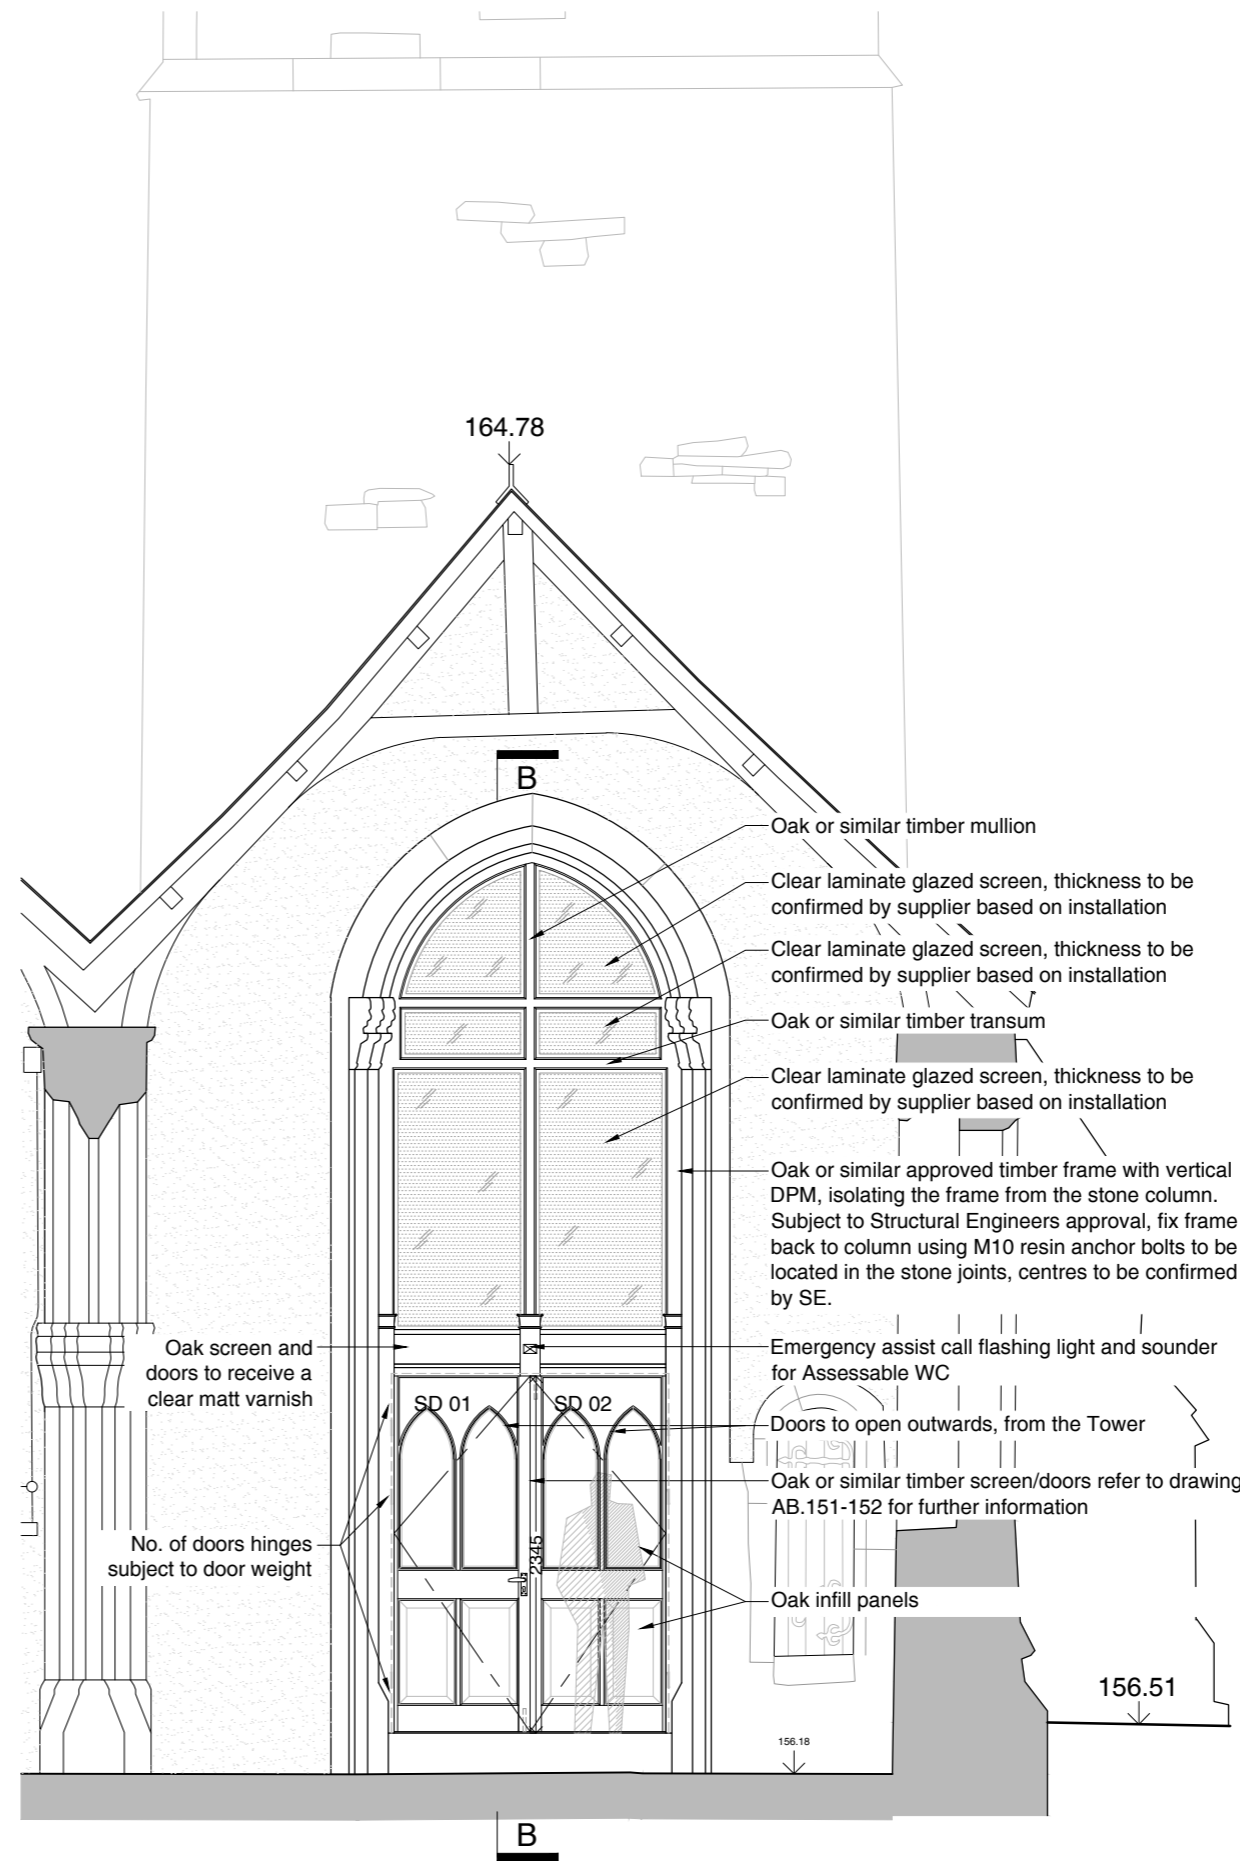 164.78
B
Oak or similar timber mullion
Clear laminate glazed screen, thickness to be
confirmed by supplier based on installation
Clear laminate glazed screen, thickness to be
confirmed by supplier based on installation
Oak or similar timber transum
Clear laminate glazed screen, thickness to be
confirmed by supplier based on installation
Oak or similar approved timber frame with vertical
DPM, isolating the frame from the stone column.
Subject to Structural Engineers approval, fix frame
back to column using M10 resin anchor bolts to be
located in the stone joints, centres to be confirmed
by SE.
Oak screen and
doors to receive a
clear matt varnish
Emergency assist call flashing light and sounder
for Assessable WC
SD 01
SD 02
Doors to open outwards, from the Tower
Oak or similar timber screen/doors refer to drawing
AB.151-152 for further information
No. of doors hinges
subject to door weight
2345
Oak infill panels
156.51
156.18
B